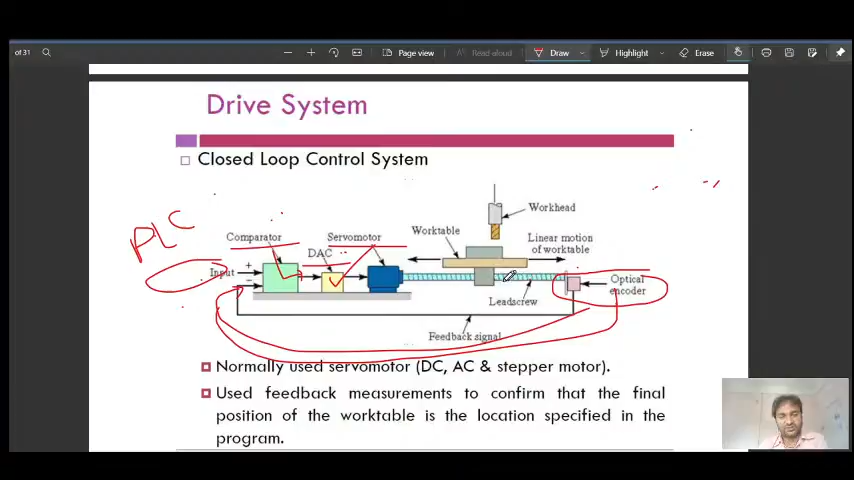 of 31
Page view
Read aloud
Draw
Highlight
Erase
Drive System
Closed Loop Control System
Workhead
PLC
Comparator
DAC
Servomotor
Worktable
Linear motion
of worktable
Input
+
−
Optical
encoder
Leadscrew
Feedback signal
Normally used servomotor (DC, AC & stepper motor).
Used feedback measurements to confirm that the final
position of the worktable is the location specified in the
program.